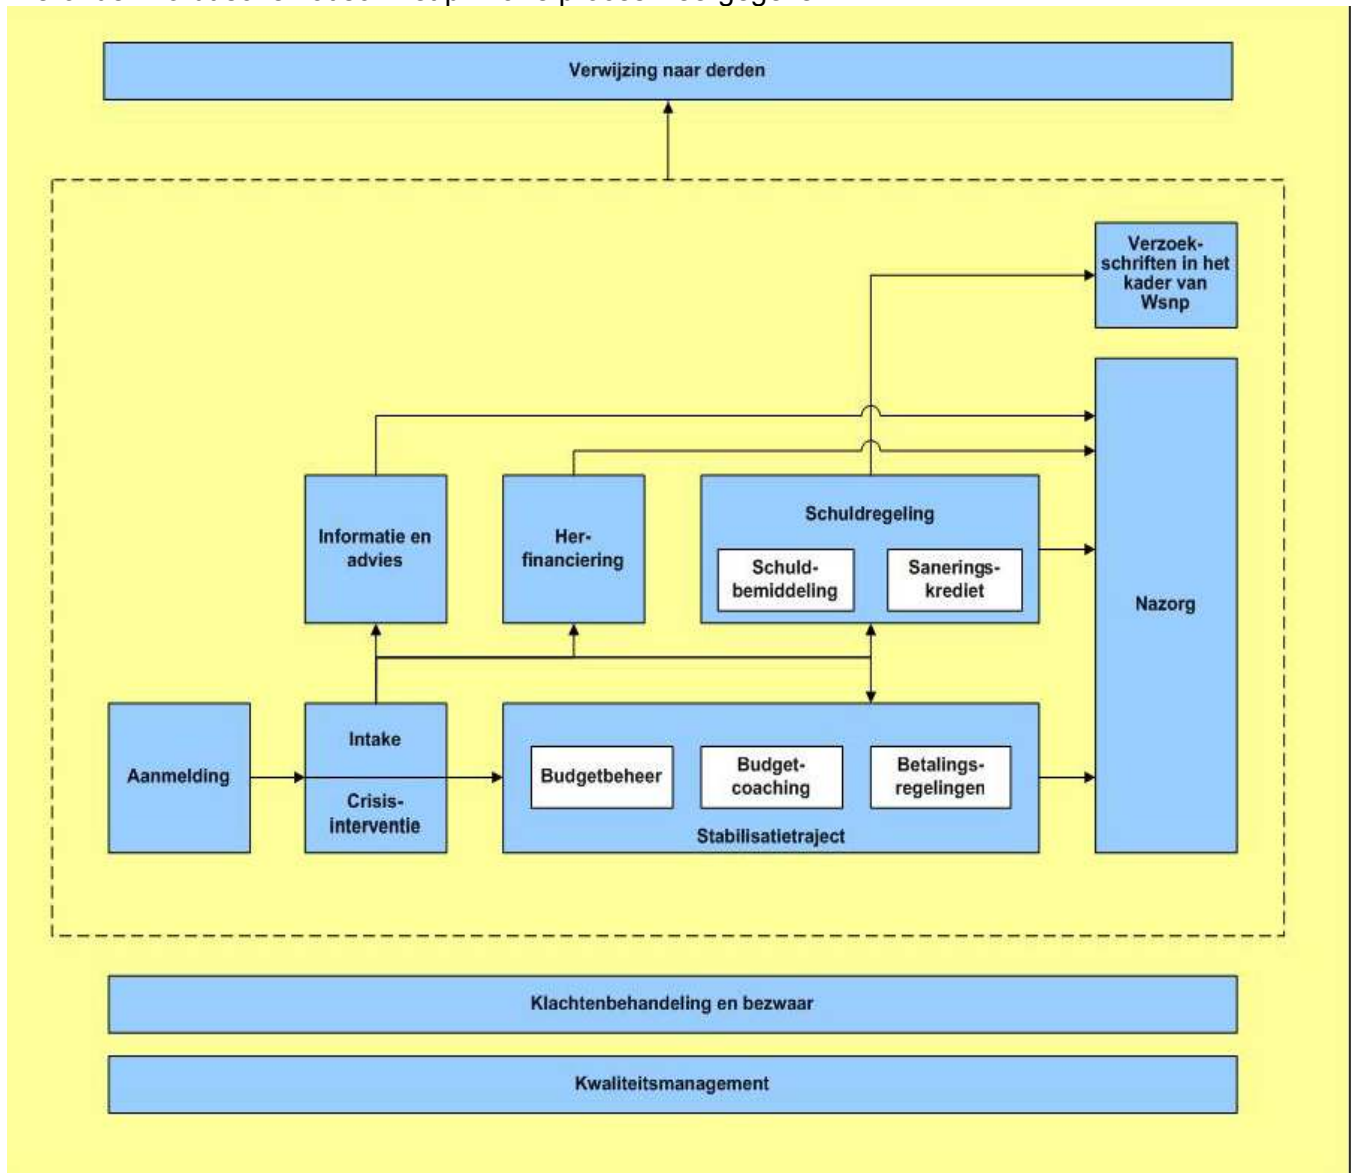 Verwijzing naar derden
Verzoek-
schriften in het
kader van
Wsnp
Informatie en
advies
Her-
financiering
Schuldregeling
Schuld-
bemiddeling
Sanerings-
krediet
Nazorg
Aanmelding
Intake
Crisis-
interventie
Budgetbeheer
Budget-
coaching
Betalings-
regelingen
Stabilisatietraject
Klachtenbehandeling en bezwaar
Kwaliteitsmanagement